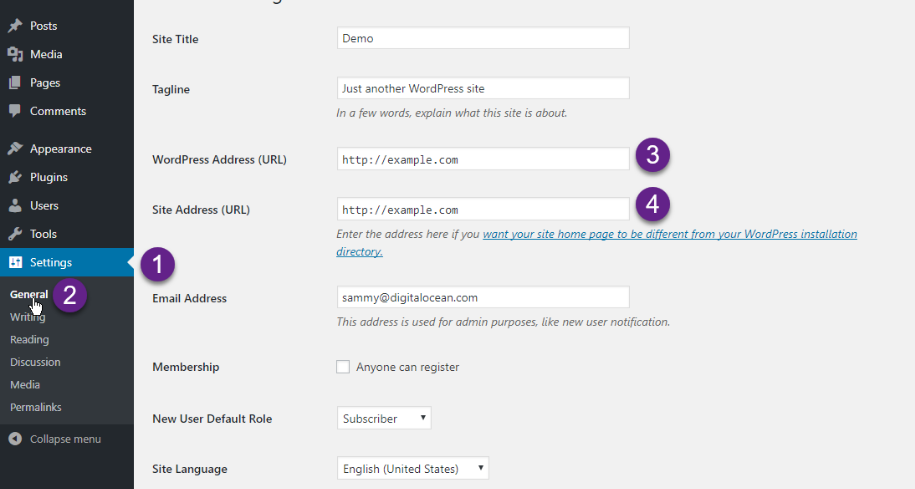 Posts
Media
Pages
Comments
Appearance
Plugins
Users
Tools
Settings
1
General
2
Writing
Reading
Discussion
Media
Permalinks
Collapse menu
Site Title
Demo
Tagline
Just another WordPress site
In a few words, explain what this site is about.
WordPress Address (URL)
http://example.com
3
Site Address (URL)
http://example.com
4
Enter the address here if you want your site home page to be different from your WordPress installation
directory.
Email Address
sammy@digitalocean.com
This address is used for admin purposes, like new user notification.
Membership
Anyone can register
New User Default Role
Subscriber
Site Language
English (United States)